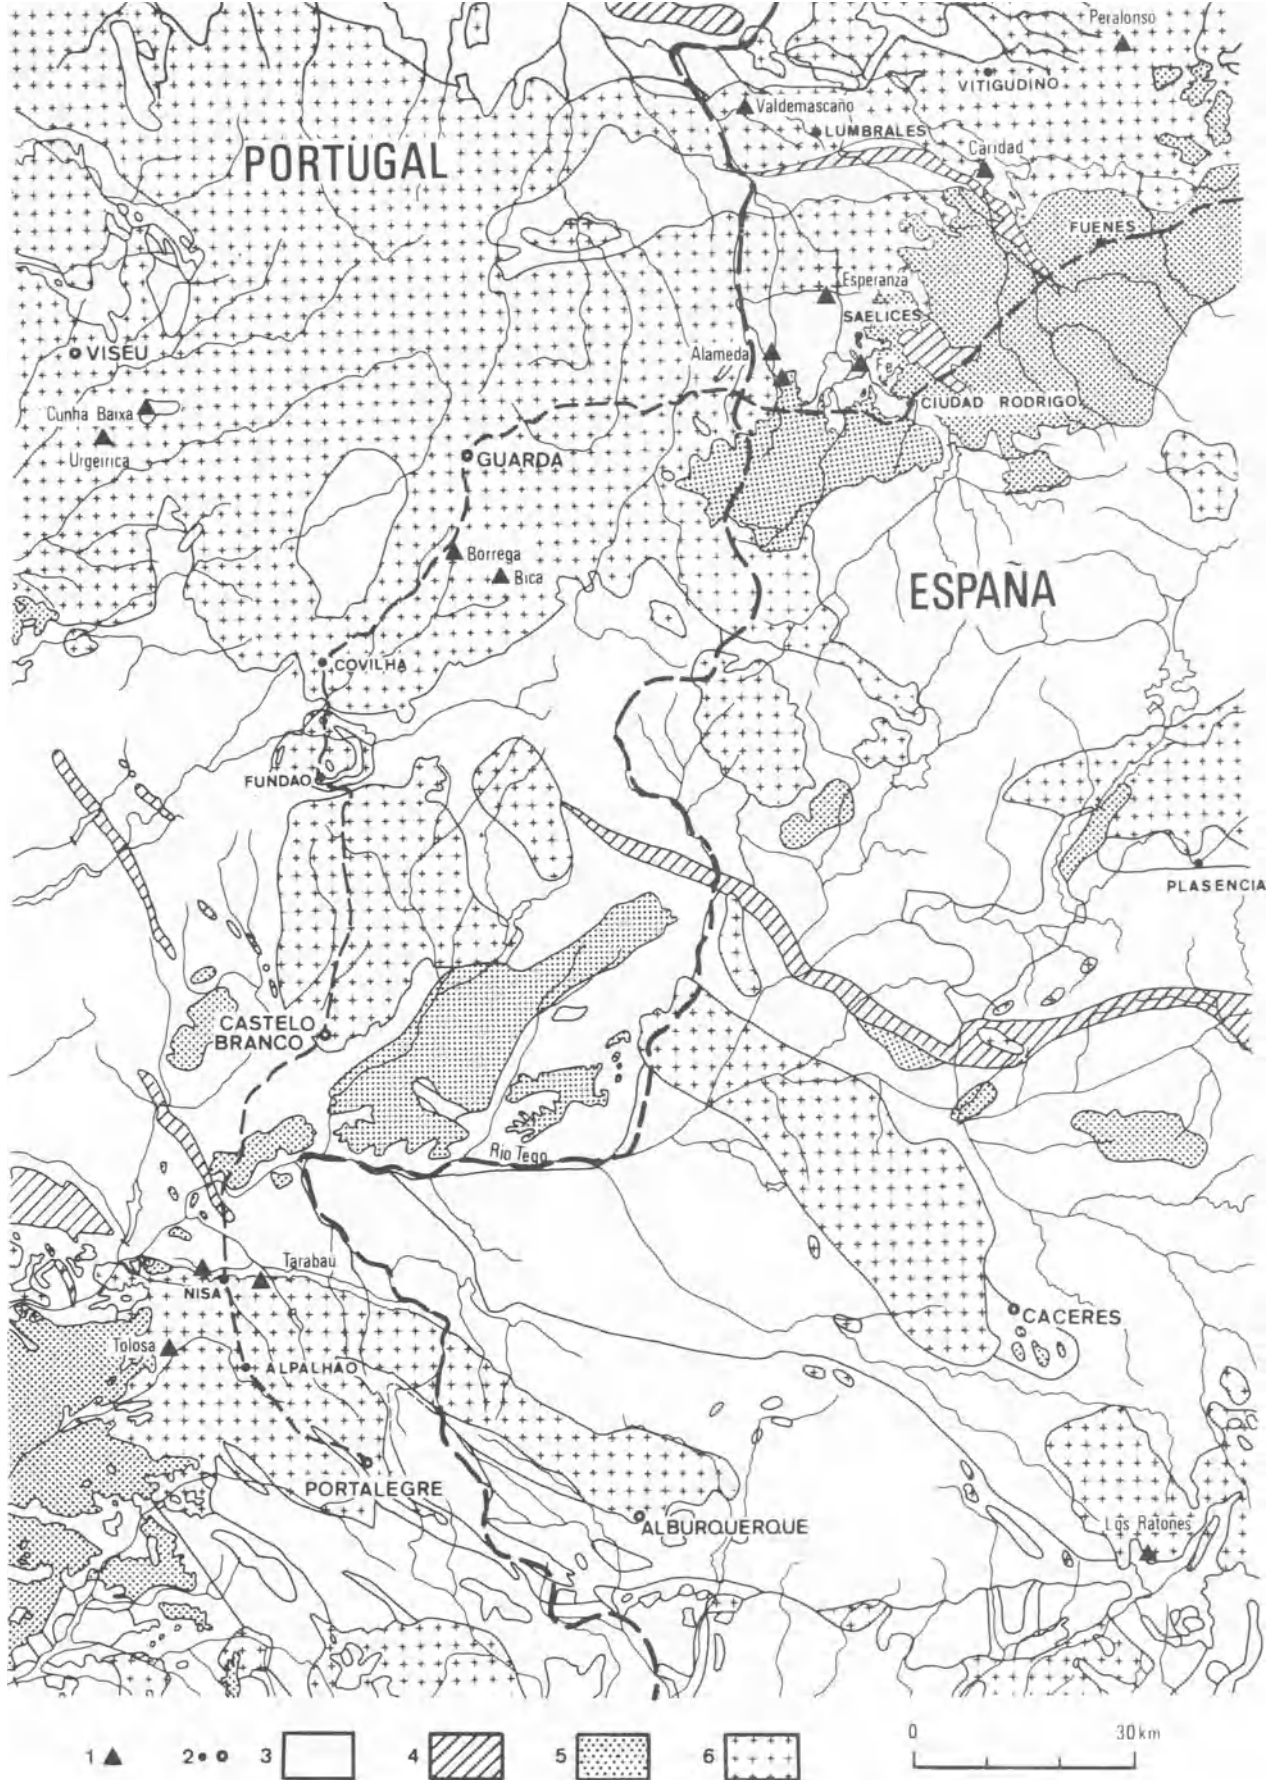 Peralonso
VITIGUDINO
Valdemascaño
LUMBRALES
PORTUGAL
Caridad
FUENES
Esperanza
SAELICES
VISEU
Alameda
Fe
CIUDAD RODRIGO
Cunha Baixa
Urgeirica
GUARDA
Borrega
Bica
ESPAÑA
COVILHA
FUNDAO
PLASENCIA
CASTELO
BRANCO
Rio Tego
Tarabau
NISA
CACERES
Tolosa
ALPALHAO
PORTALEGRE
ALBURQUERQUE
Los Ratones
0 30 km
1 2 3 4 5 6